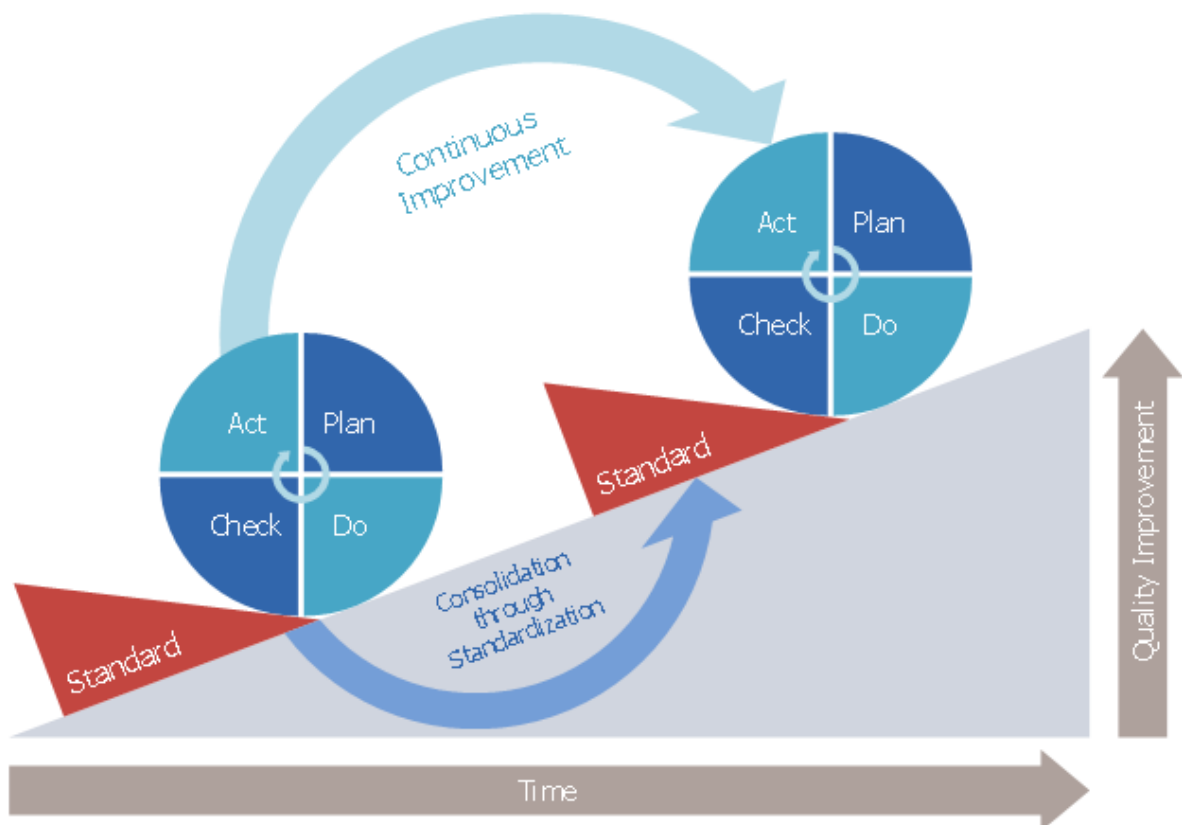 Continuous
Improvement
Act
Plan
Check
Do
Act
Plan
Check
Do
Standard
Standard
Consolidation
through
Standardization
Quality Improvement
Time